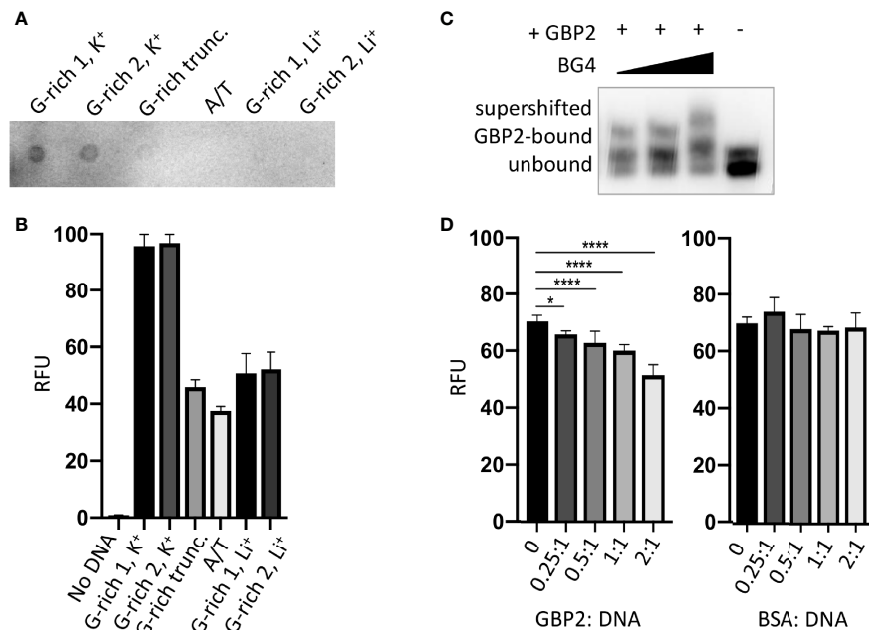 A
G-rich 1, K⁺
G-rich 2, K⁺
G-rich trunc.
A/T
G-rich 1, Li⁺
G-rich 2, Li⁺
B
100
80
60
40
20
0
RFU
No DNA
G-rich 1, K⁺
G-rich 2, K⁺
G-rich trunc.
A/T
G-rich 1, Li⁺
G-rich 2, Li⁺
C
+ GBP2 + + + -
BG4
supershifted
GBP2-bound
unbound
D
100
80
60
40
20
0
RFU
****
****
****
*
0
0.25:1
0.5:1
1:1
2:1
GBP2: DNA
100
80
60
40
20
0
0
0.25:1
0.5:1
1:1
2:1
BSA: DNA